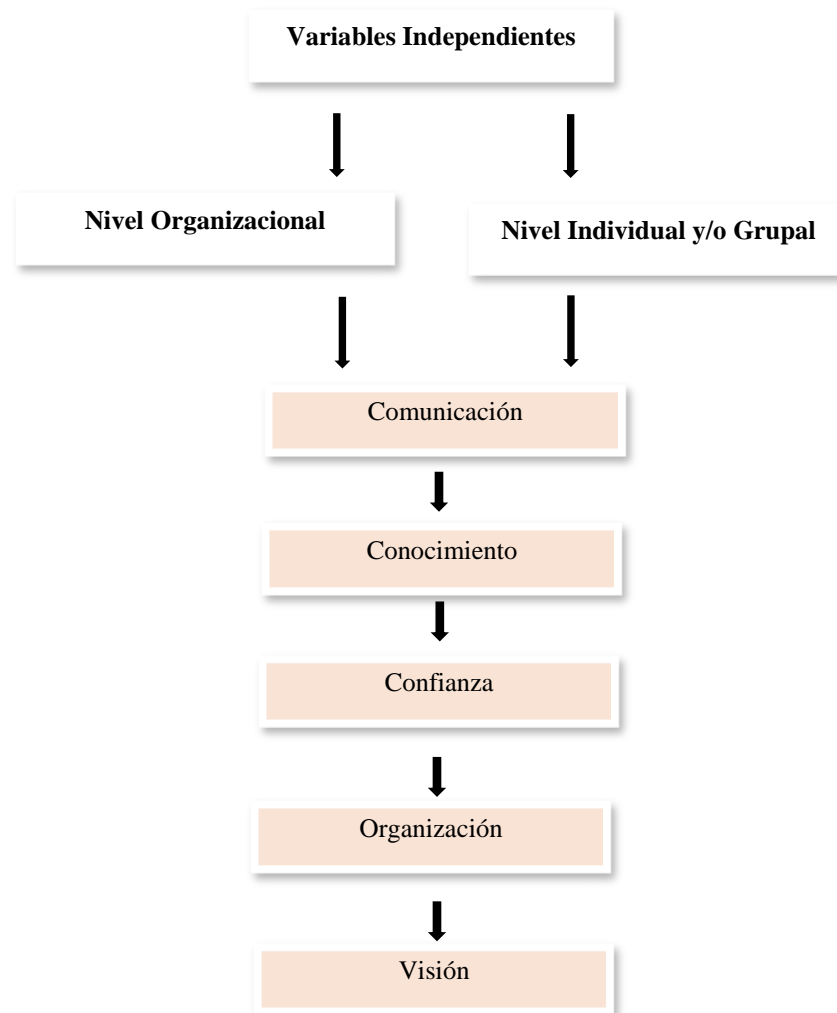 Variables Independientes
Nivel Organizacional
Nivel Individual y/o Grupal
Comunicación
Conocimiento
Confianza
Organización
Visión